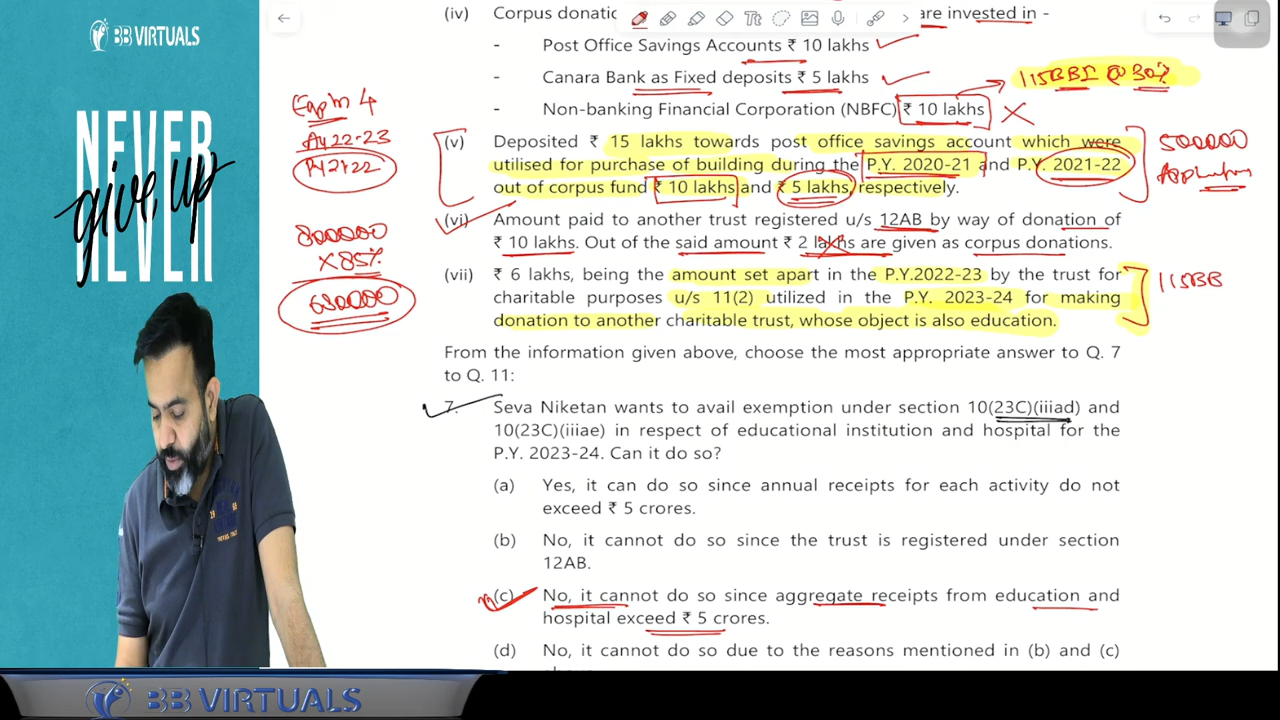 BB VIRTUALS
NEVER
give up
NEVER
(iv) Corpus donatio are invested in -
- Post Office Savings Accounts ₹ 10 lakhs
- Canara Bank as Fixed deposits ₹ 5 lakhs
115BBI @ 30%
- Non-banking Financial Corporation (NBFC) ₹ 10 lakhs
Expln 4
AY 22-23
PY 21-22
800000
X 85%
680000
(v) Deposited ₹ 15 lakhs towards post office savings account which were
utilised for purchase of building during the P.Y. 2020-21 and P.Y. 2021-22
out of corpus fund ₹ 10 lakhs and ₹ 5 lakhs, respectively.
500000
Application
(vi) Amount paid to another trust registered u/s 12AB by way of donation of
₹ 10 lakhs. Out of the said amount ₹ 2 lakhs are given as corpus donations.
(vii) ₹ 6 lakhs, being the amount set apart in the P.Y.2022-23 by the trust for
charitable purposes u/s 11(2) utilized in the P.Y. 2023-24 for making
donation to another charitable trust, whose object is also education.
115BB
From the information given above, choose the most appropriate answer to Q. 7
to Q. 11:
7. Seva Niketan wants to avail exemption under section 10(23C)(iiiad) and
10(23C)(iiiae) in respect of educational institution and hospital for the
P.Y. 2023-24. Can it do so?
(a) Yes, it can do so since annual receipts for each activity do not
exceed ₹ 5 crores.
(b) No, it cannot do so since the trust is registered under section
12AB.
(c) No, it cannot do so since aggregate receipts from education and
hospital exceed ₹ 5 crores.
(d) No, it cannot do so due to the reasons mentioned in (b) and (c)
BB VIRTUALS